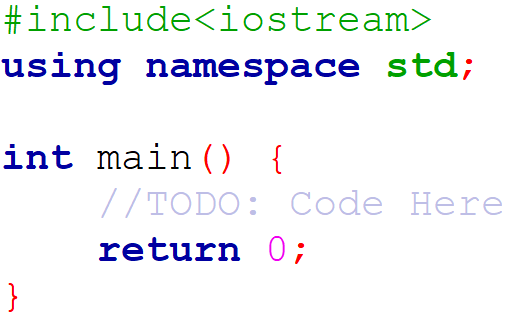 #include<iostream>
using namespace std;
int main() {
//TODO: Code Here
return 0;
}